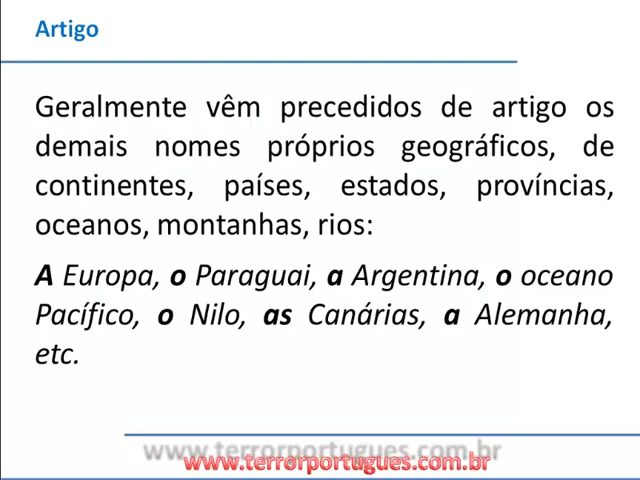 Artigo
Geralmente vêm precedidos de artigo os
demais nomes próprios geográficos, de
continentes, países, estados, províncias,
oceanos, montanhas, rios:
A Europa, o Paraguai, a Argentina, o oceano
Pacífico, o Nilo, as Canárias, a Alemanha,
etc.
www.terrorportugues.com.br
www.terrorportugues.com.br